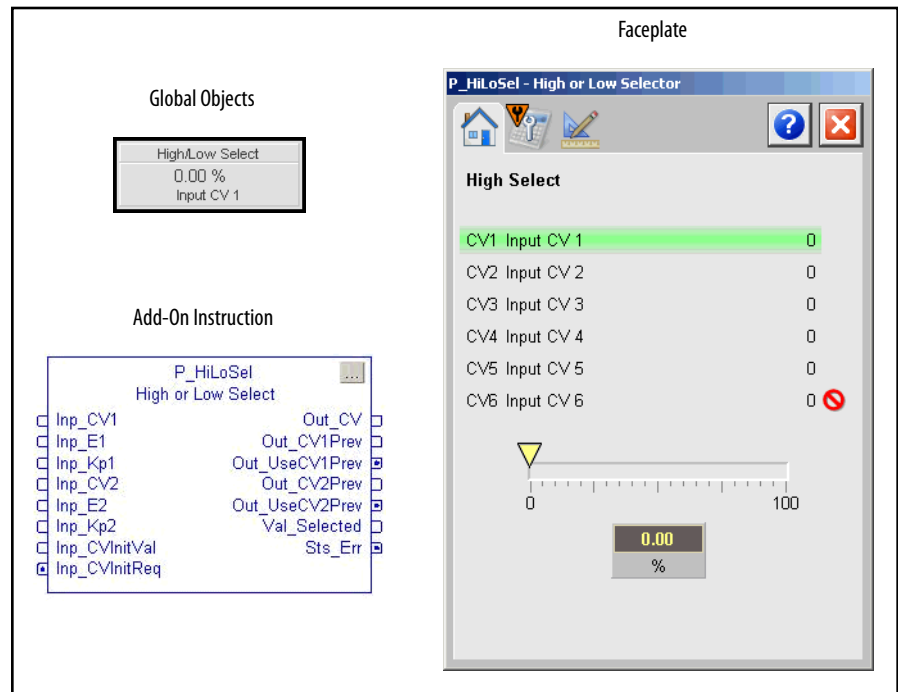 Global Objects
High/Low Select
0.00 %
Input CV 1
Add-On Instruction
P_HiLoSel
...
High or Low Select
Inp_CV1
Out_CV
Inp_E1
Out_CV1Prev
Inp_Kp1
Out_UseCV1Prev
Inp_CV2
Out_CV2Prev
Inp_E2
Out_UseCV2Prev
Inp_Kp2
Val_Selected
Inp_CVInitVal
Sts_Err
Inp_CVInitReq
Faceplate
P_HiLoSel - High or Low Selector
?
High Select
CV1 Input CV 1 0
CV2 Input CV 2 0
CV3 Input CV 3 0
CV4 Input CV 4 0
CV5 Input CV 5 0
CV6 Input CV 6 0
0 100
0.00
%